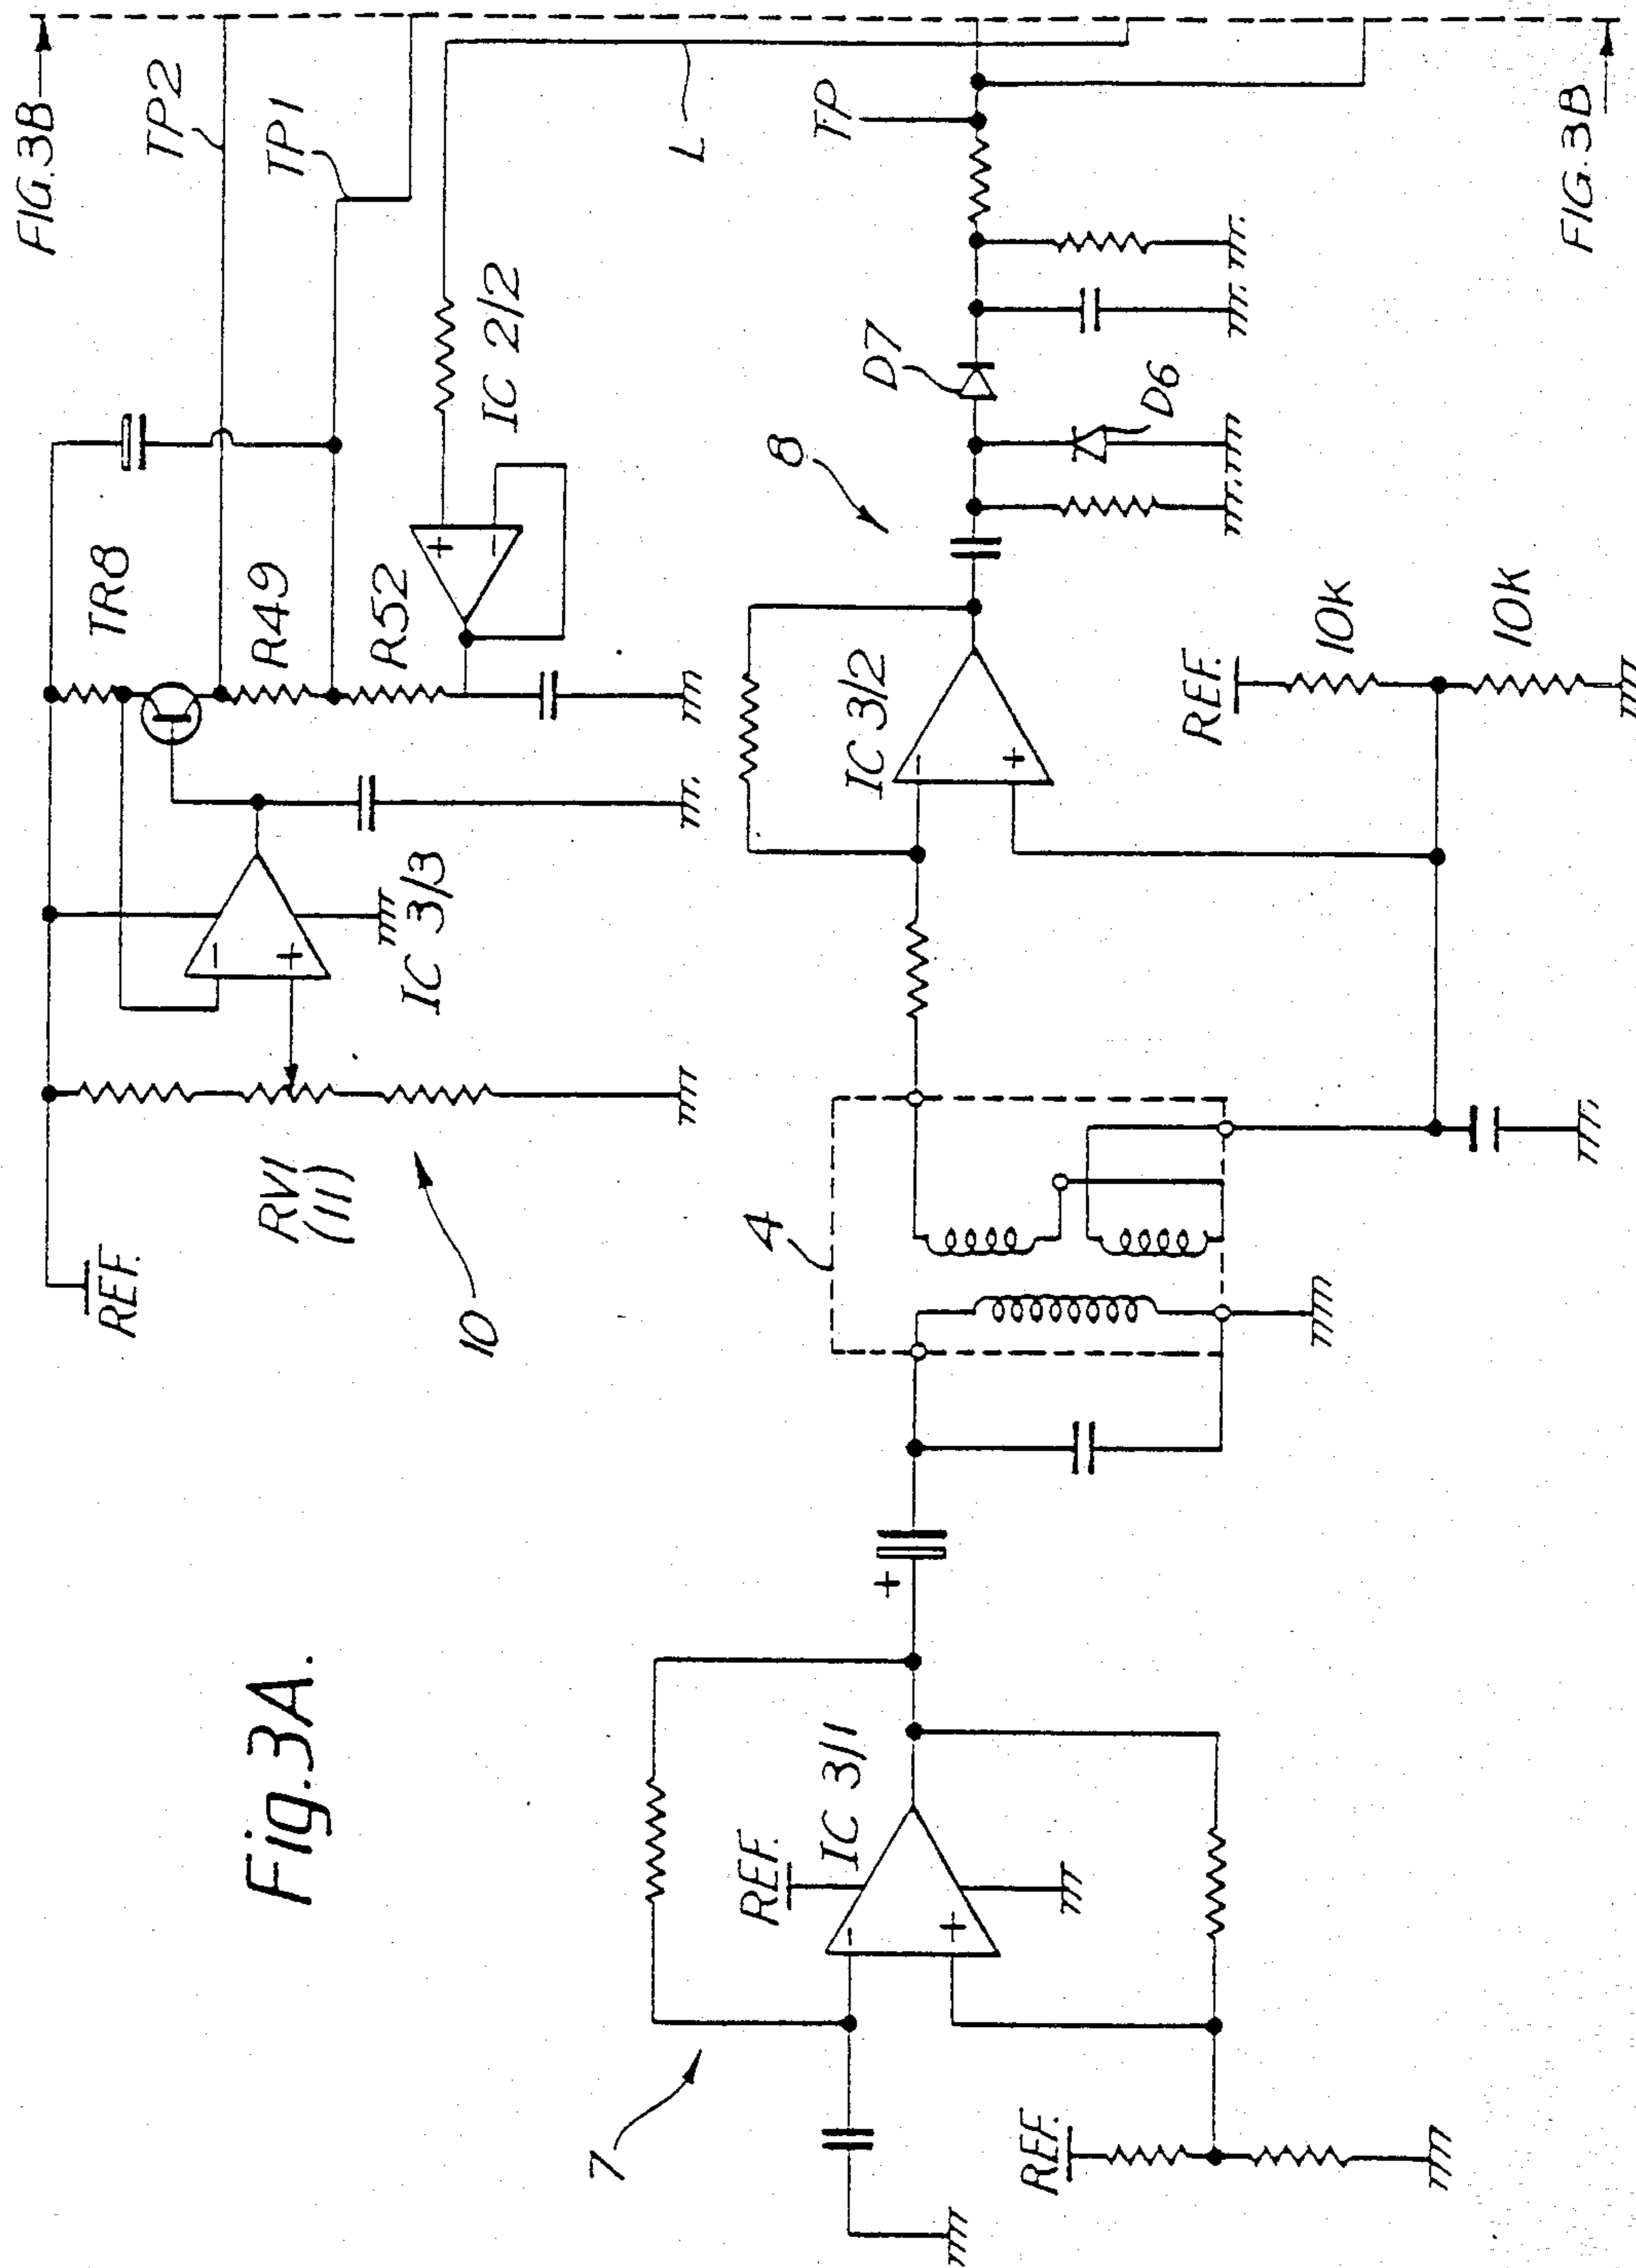 Fig.3A.
FIG.3B
TP2
TP1
L
TP
FIG.3B
REF.
RV1
(11)
10
TR8
R49
R52
IC 3/3
-
+
IC 2/2
+
-
7
REF.
IC 3/1
-
+
REF.
+
4
IC 3/2
-
+
8
D7
D6
REF.
10K
10K